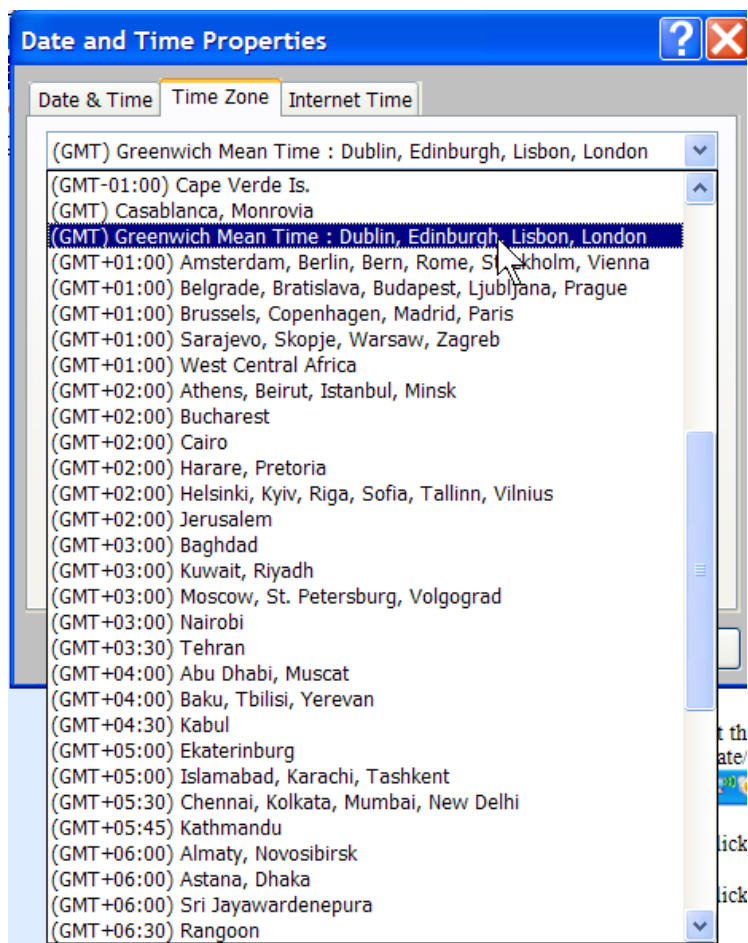 Date and Time Properties
Date & Time Time Zone Internet Time
(GMT) Greenwich Mean Time : Dublin, Edinburgh, Lisbon, London
(GMT-01:00) Cape Verde Is.
(GMT) Casablanca, Monrovia
(GMT) Greenwich Mean Time : Dublin, Edinburgh, Lisbon, London
(GMT+01:00) Amsterdam, Berlin, Bern, Rome, Stockholm, Vienna
(GMT+01:00) Belgrade, Bratislava, Budapest, Ljubljana, Prague
(GMT+01:00) Brussels, Copenhagen, Madrid, Paris
(GMT+01:00) Sarajevo, Skopje, Warsaw, Zagreb
(GMT+01:00) West Central Africa
(GMT+02:00) Athens, Beirut, Istanbul, Minsk
(GMT+02:00) Bucharest
(GMT+02:00) Cairo
(GMT+02:00) Harare, Pretoria
(GMT+02:00) Helsinki, Kyiv, Riga, Sofia, Tallinn, Vilnius
(GMT+02:00) Jerusalem
(GMT+03:00) Baghdad
(GMT+03:00) Kuwait, Riyadh
(GMT+03:00) Moscow, St. Petersburg, Volgograd
(GMT+03:00) Nairobi
(GMT+03:30) Tehran
(GMT+04:00) Abu Dhabi, Muscat
(GMT+04:00) Baku, Tbilisi, Yerevan
(GMT+04:30) Kabul
(GMT+05:00) Ekaterinburg
(GMT+05:00) Islamabad, Karachi, Tashkent
(GMT+05:30) Chennai, Kolkata, Mumbai, New Delhi
(GMT+05:45) Kathmandu
(GMT+06:00) Almaty, Novosibirsk
(GMT+06:00) Astana, Dhaka
(GMT+06:00) Sri Jayawardenepura
(GMT+06:30) Rangoon
t th
ate/
lick
lick